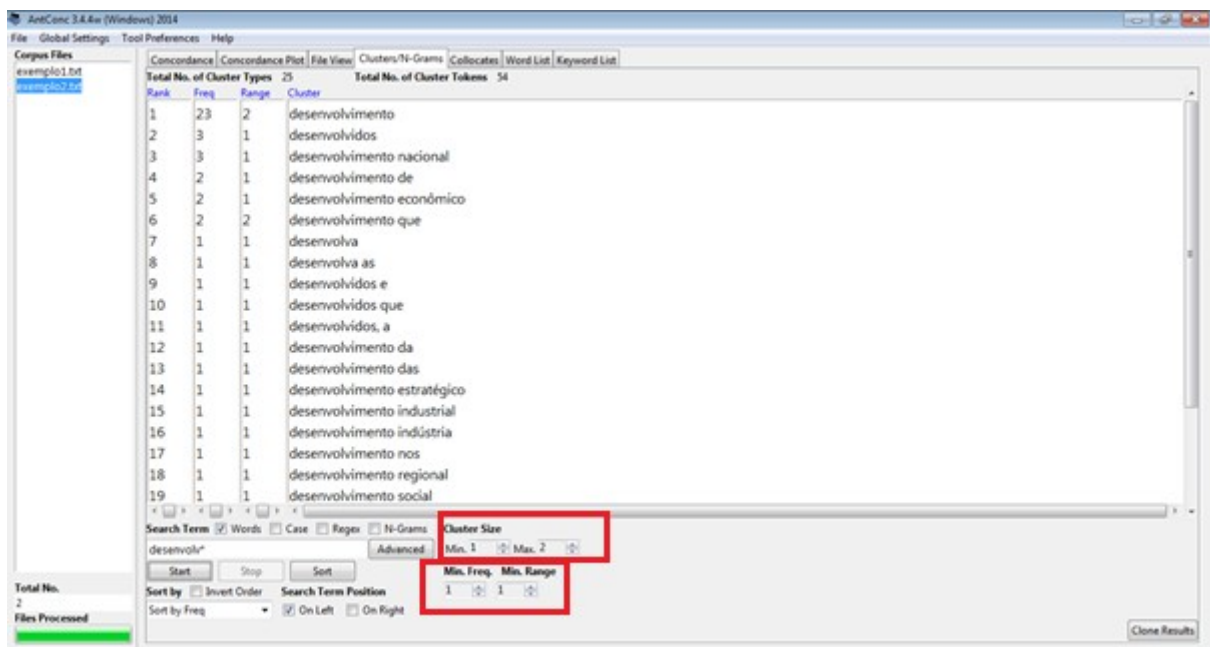 AntConc 3.4.4w (Windows) 2014
File Global Settings Tool Preferences Help
Corpus Files
exemplo1.txt
exemplo2.txt
Concordance Concordance Plot File View Clusters/N-Grams Collocates Word List Keyword List
Total No. of Cluster Types 25 Total No. of Cluster Tokens 54
Rank Freq Range Cluster
1 23 2 desenvolvimento
2 3 1 desenvolvidos
3 3 1 desenvolvimento nacional
4 2 1 desenvolvimento de
5 2 1 desenvolvimento econômico
6 2 2 desenvolvimento que
7 1 1 desenvolva
8 1 1 desenvolva as
9 1 1 desenvolvidos e
10 1 1 desenvolvidos que
11 1 1 desenvolvidos, a
12 1 1 desenvolvimento da
13 1 1 desenvolvimento das
14 1 1 desenvolvimento estratégico
15 1 1 desenvolvimento industrial
16 1 1 desenvolvimento indústria
17 1 1 desenvolvimento nos
18 1 1 desenvolvimento regional
19 1 1 desenvolvimento social
Search Term Words Case Regex N-Grams Cluster Size
desenvolv* Advanced Min. 1 Max. 2
Start Stop Sort Min. Freq. Min. Range
Sort by Invert Order Search Term Position 1 1
Sort by Freq On Left On Right
Total No.
2
Files Processed
Clone Results